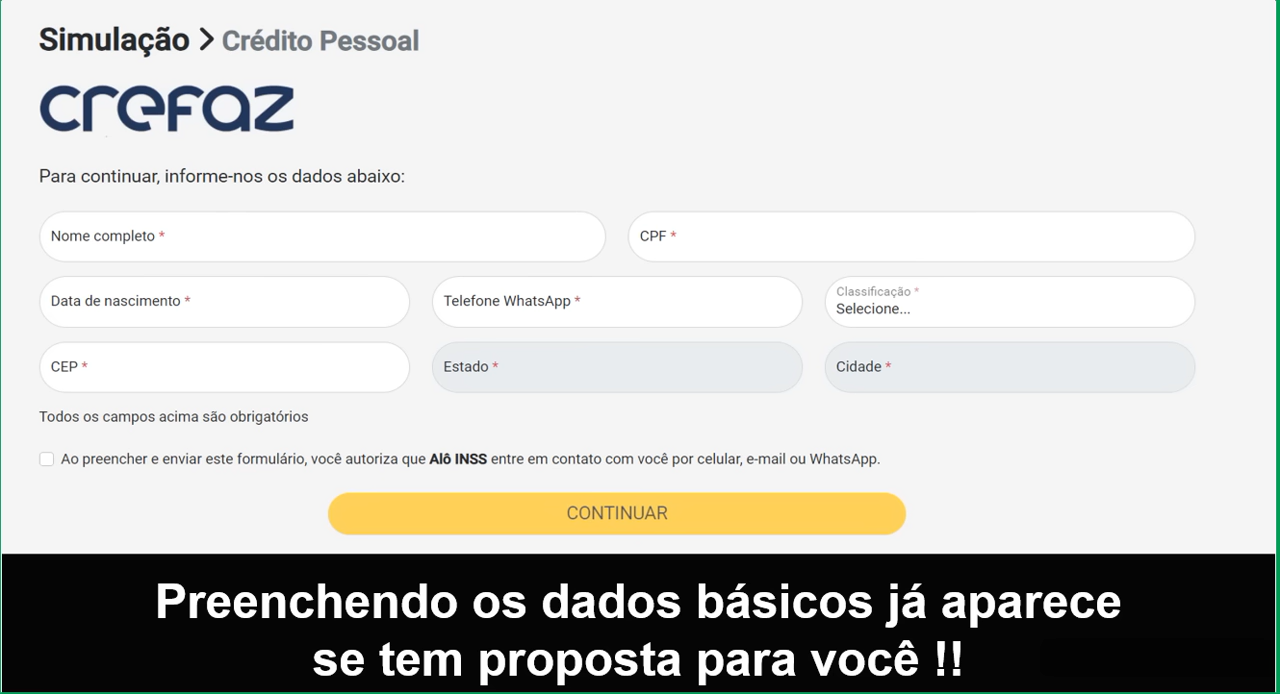 Simulação > Crédito Pessoal
crefaz
Para continuar, informe-nos os dados abaixo:
Nome completo * CPF *
Data de nascimento * Telefone WhatsApp * Classificação *
Selecione...
CEP * Estado * Cidade *
Todos os campos acima são obrigatórios
Ao preencher e enviar este formulário, você autoriza que Alô INSS entre em contato com você por celular, e-mail ou WhatsApp.
CONTINUAR
Preenchendo os dados básicos já aparece
se tem proposta para você !!